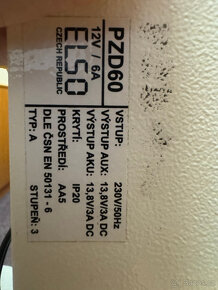 PZD60
12V / 6A
ELSO
CZECH REPUBLIC
VSTUP: 230V/50Hz
VÝSTUP AUX: 13,8V/3A DC
VÝSTUP AKU: 13,8V/3A DC
KRYTÍ: IP20
PROSTŘEDÍ: AA5
DLE ČSN EN 50131 - 6
TYP: A STUPEŇ: 3